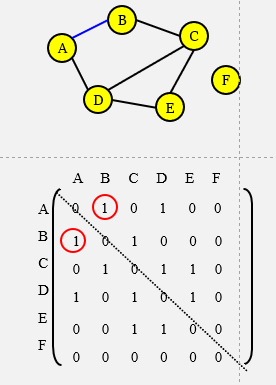 B
C
A
F
D
E
A B C D E F
A 0 1 0 1 0 0
B 1 0 1 0 0 0
C 0 1 0 1 1 0
D 1 0 1 0 1 0
E 0 0 1 1 0 0
F 0 0 0 0 0 0